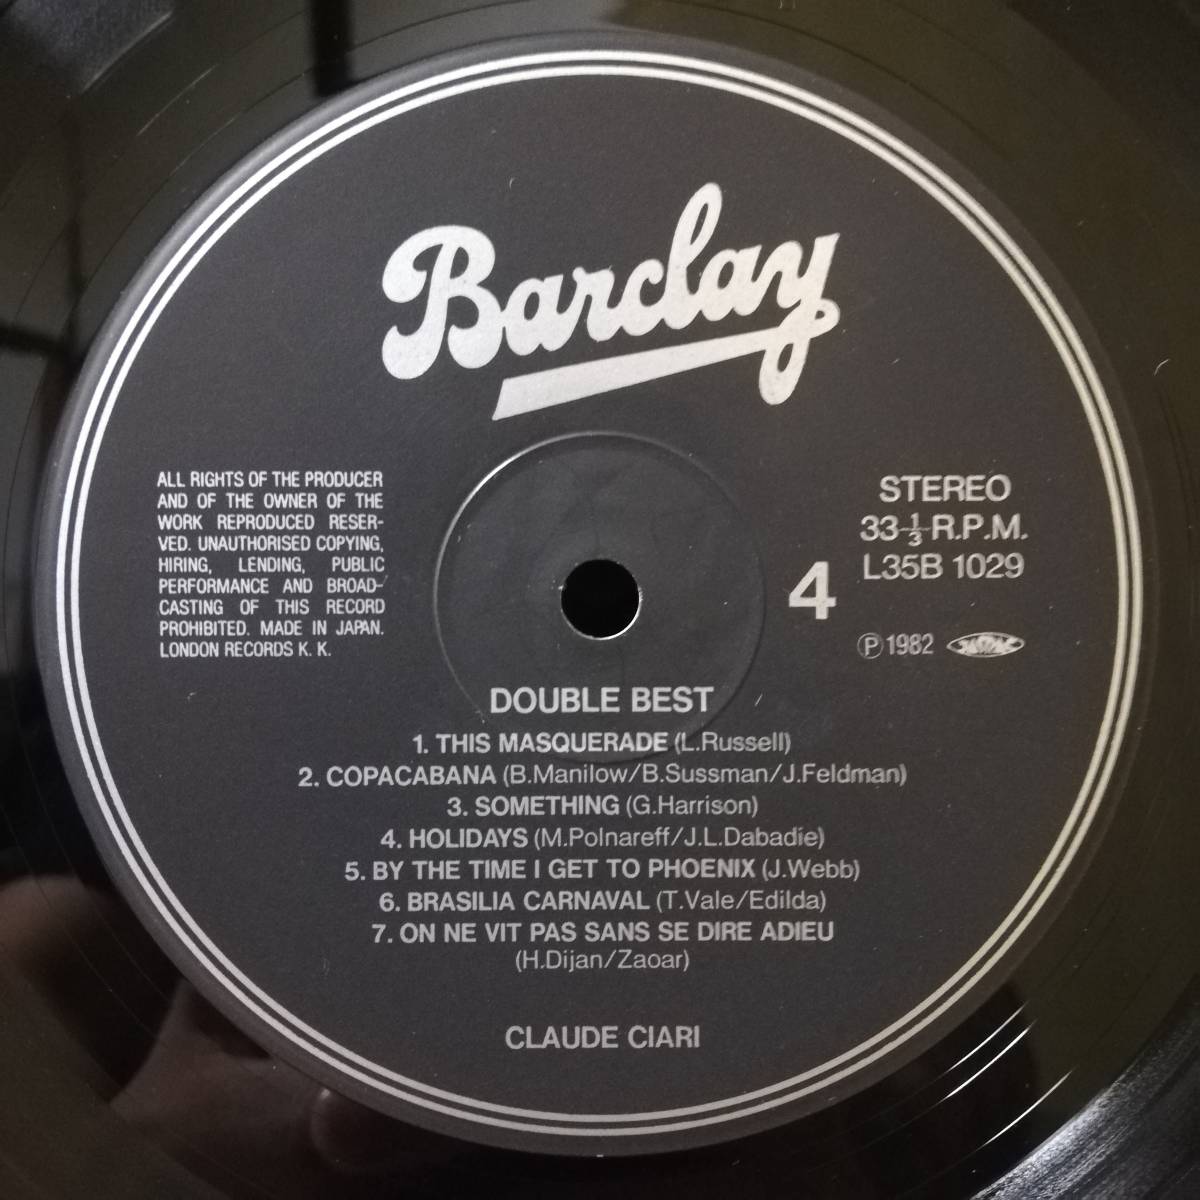 Barclay
ALL RIGHTS OF THE PRODUCER
AND OF THE OWNER OF THE
WORK REPRODUCED RESER-
VED. UNAUTHORISED COPYING,
HIRING, LENDING, PUBLIC
PERFORMANCE AND BROAD-
CASTING OF THIS RECORD
PROHIBITED. MADE IN JAPAN.
LONDON RECORDS K. K.
STEREO
33-1/3 R.P.M.
L35B 1029
4
Ⓟ 1982
DOUBLE BEST
1. THIS MASQUERADE (L.Russell)
2. COPACABANA (B.Manilow/B.Sussman/J.Feldman)
3. SOMETHING (G.Harrison)
4. HOLIDAYS (M.Polnareff/J.L.Dabadie)
5. BY THE TIME I GET TO PHOENIX (J.Webb)
6. BRASILIA CARNAVAL (T.Vale/Edilda)
7. ON NE VIT PAS SANS SE DIRE ADIEU
(H.Dijan/Zaoar)
CLAUDE CIARI